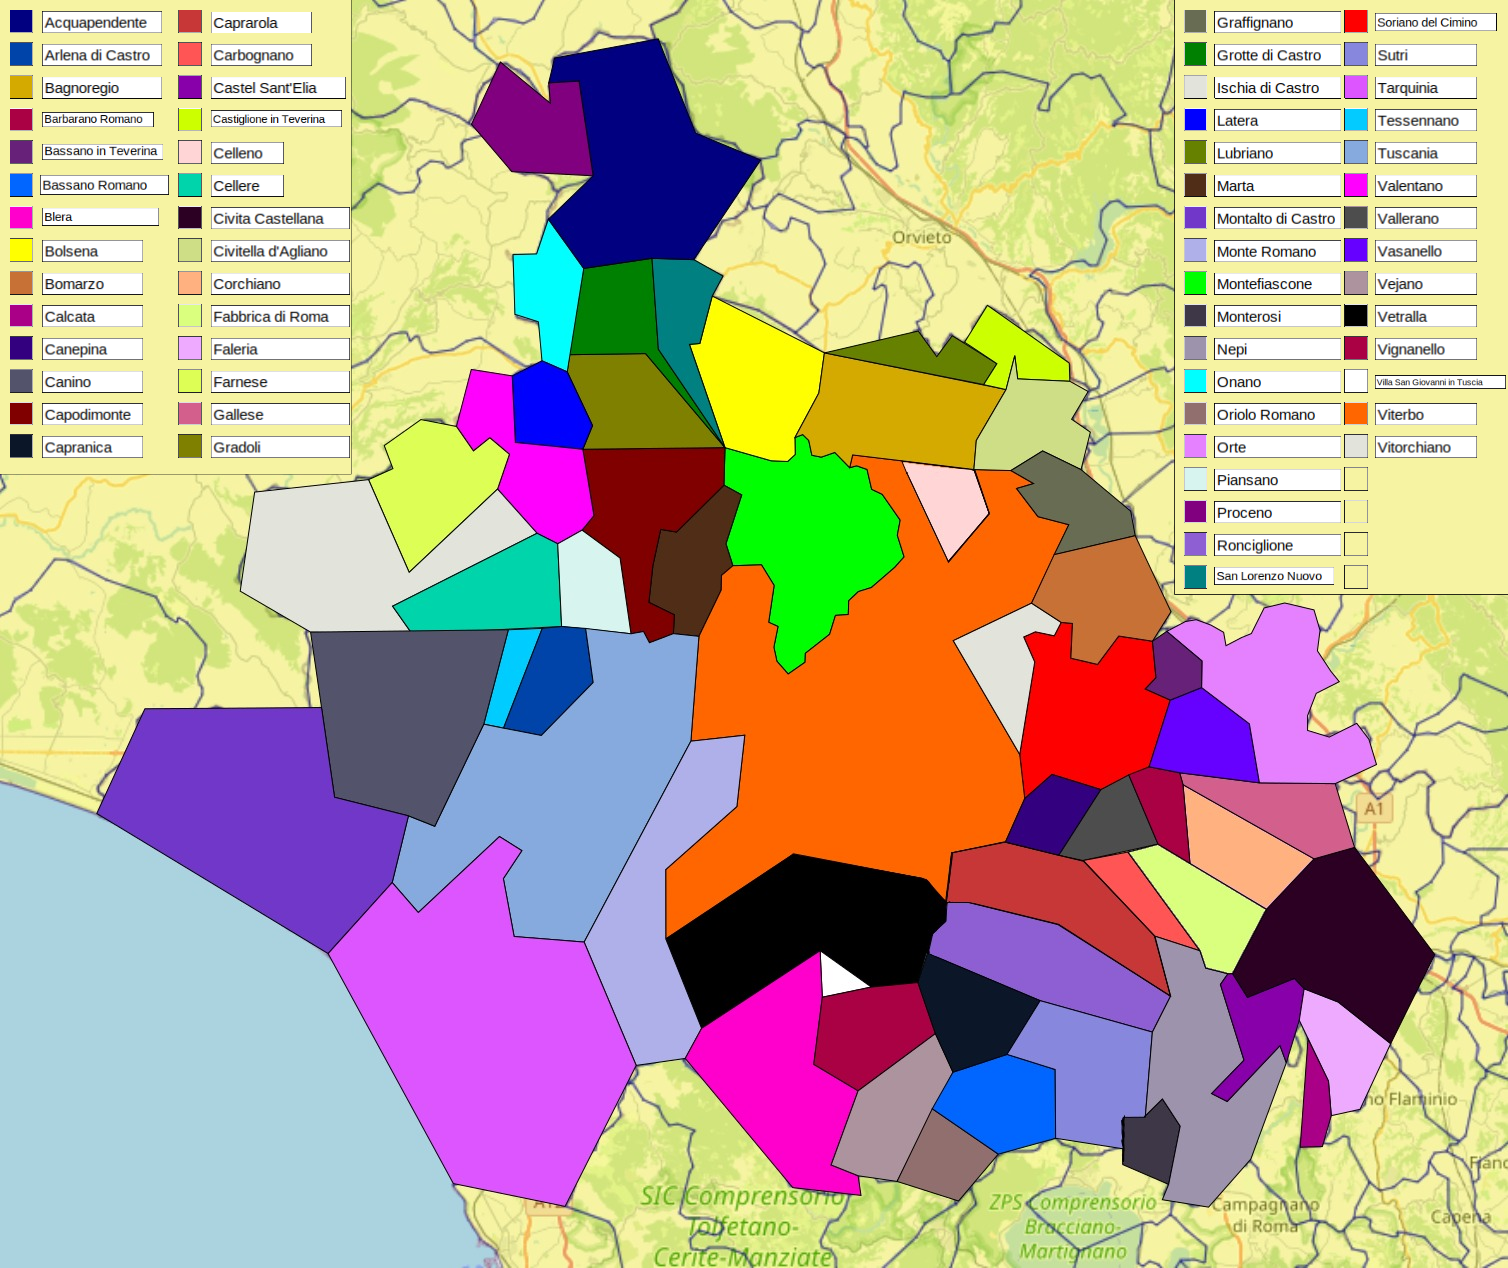 Acquapendente
Arlena di Castro
Bagnoregio
Barbarano Romano
Bassano in Teverina
Bassano Romano
Blera
Bolsena
Bomarzo
Calcata
Canepina
Canino
Capodimonte
Capranica
Caprarola
Carbognano
Castel Sant'Elia
Castiglione in Teverina
Celleno
Cellere
Civita Castellana
Civitella d'Agliano
Corchiano
Fabbrica di Roma
Faleria
Farnese
Gallese
Gradoli
Graffignano
Grotte di Castro
Ischia di Castro
Latera
Lubriano
Marta
Montalto di Castro
Monte Romano
Montefiascone
Monterosi
Nepi
Onano
Oriolo Romano
Orte
Piansano
Proceno
Ronciglione
San Lorenzo Nuovo
Soriano del Cimino
Sutri
Tarquinia
Tessennano
Tuscania
Valentano
Vallerano
Vasanello
Vejano
Vetralla
Vignanello
Villa San Giovanni in Tuscia
Viterbo
Vitorchiano
Orvieto
A1
no Flaminio
Fiano
Campagnano
di Roma
Capena
SIC Comprensorio
Tolfetano-
Cerite-Manziate
ZPS Comprensorio
Bracciano-
Martignano